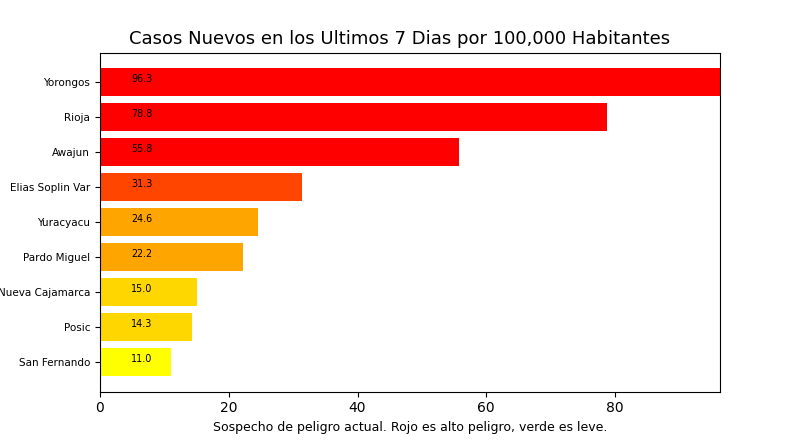 Casos Nuevos en los Ultimos 7 Dias por 100,000 Habitantes
Yorongos 96.3
Rioja 78.8
Awajun 55.8
Elias Soplin Var 31.3
Yuracyacu 24.6
Pardo Miguel 22.2
Nueva Cajamarca 15.0
Posic 14.3
San Fernando 11.0
0 20 40 60 80
Sospecho de peligro actual. Rojo es alto peligro, verde es leve.